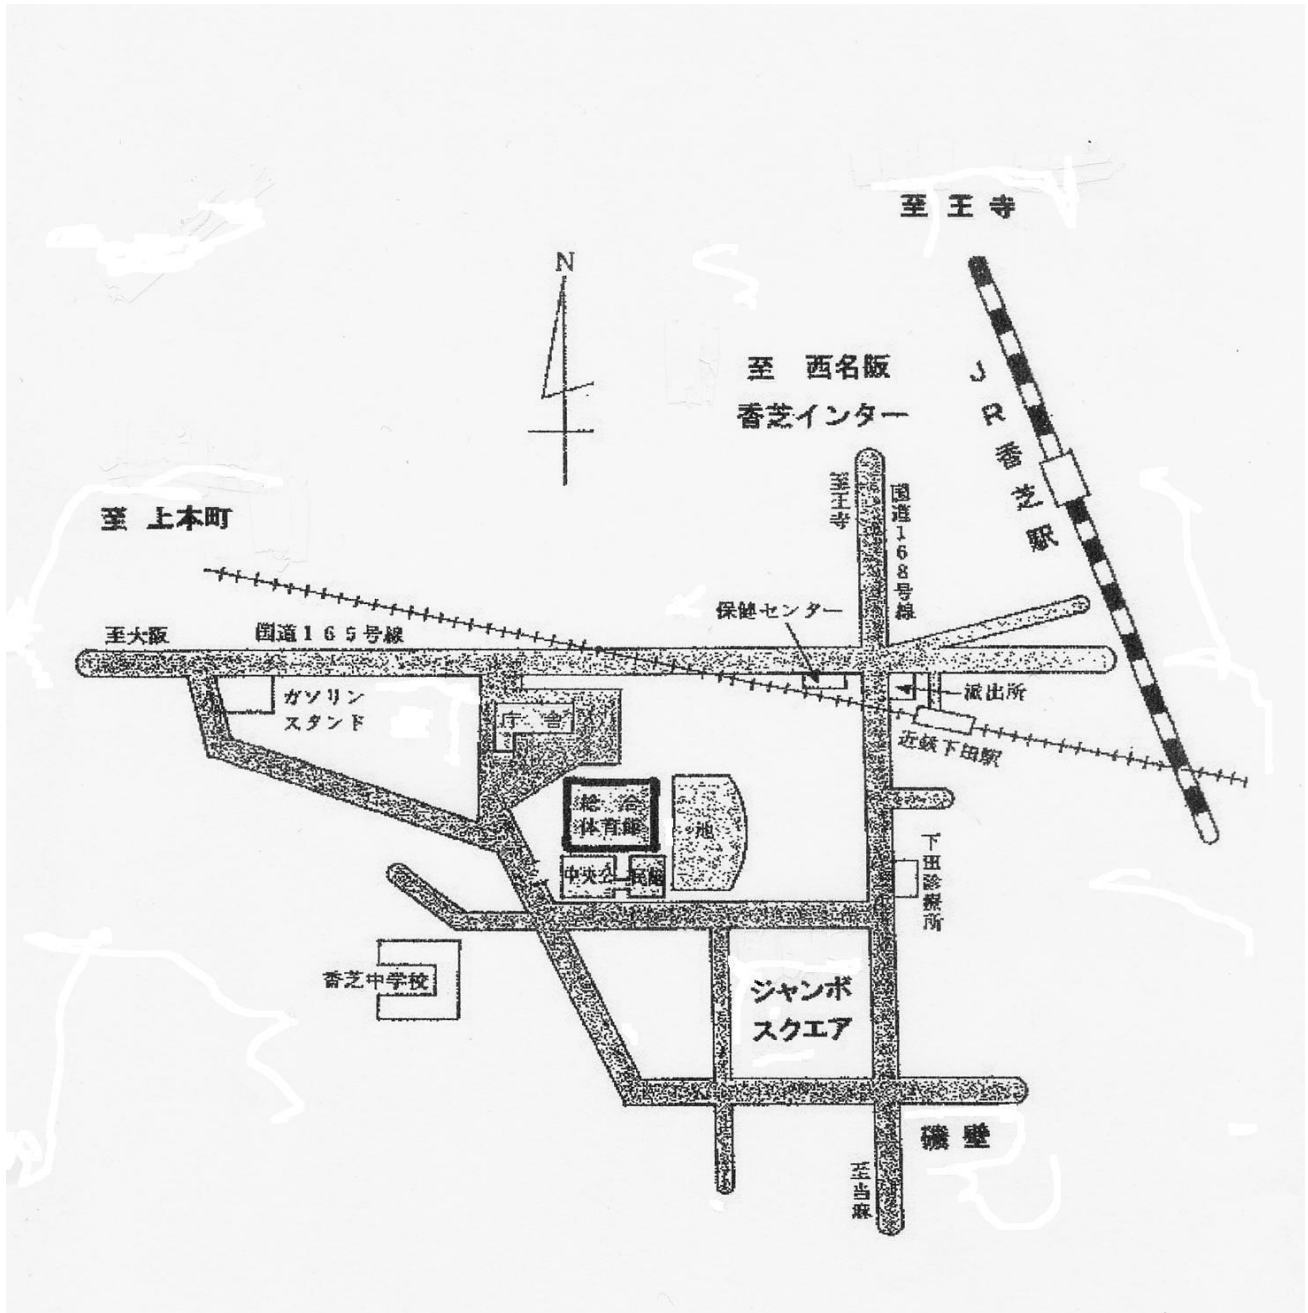 至 王 寺
N
至 西名阪
香芝インター
JR香芝駅
至王寺
国道168号線
至 上本町
至大阪
国道165号線
保健センター
ガソリン
スタンド
派出所
庁舎
近鉄下田駅
総合
体育館
池
中央公民館
下田診療所
香芝中学校
ジャンボ
スクエア
磯 壁
至当麻